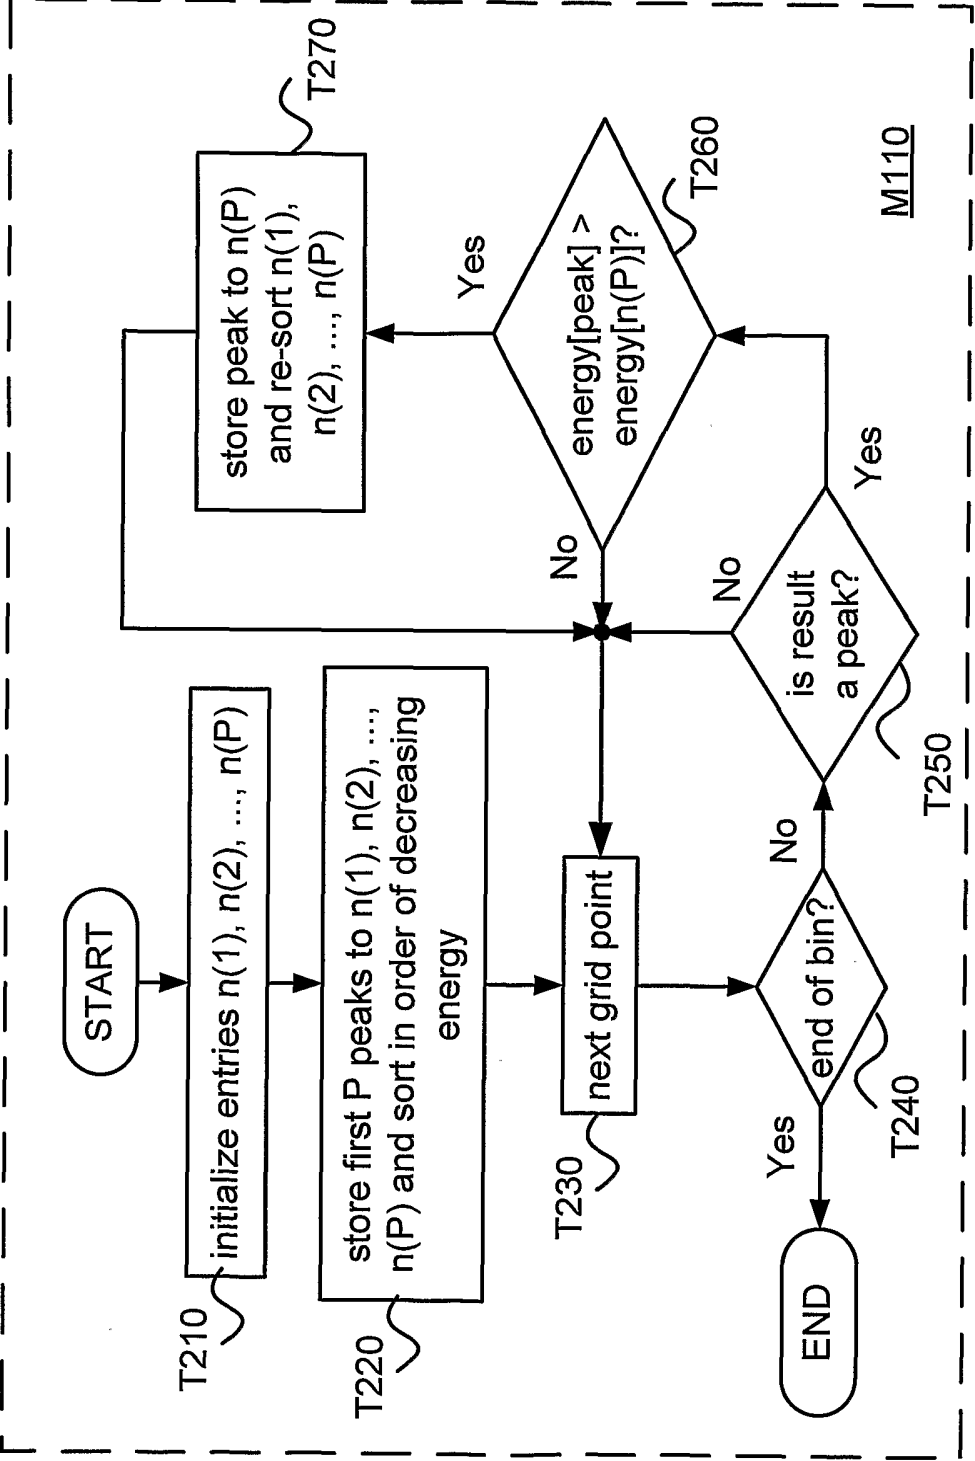 START
initialize entries n(1), n(2), ..., n(P)
T210
store first P peaks to n(1), n(2), ...,
n(P) and sort in order of decreasing
energy
T220
next grid point
T230
end of bin?
T240
Yes
No
END
is result
a peak?
T250
No
Yes
energy[peak] >
energy[n(P)]?
T260
No
Yes
store peak to n(P)
and re-sort n(1),
n(2), ..., n(P)
T270
M110